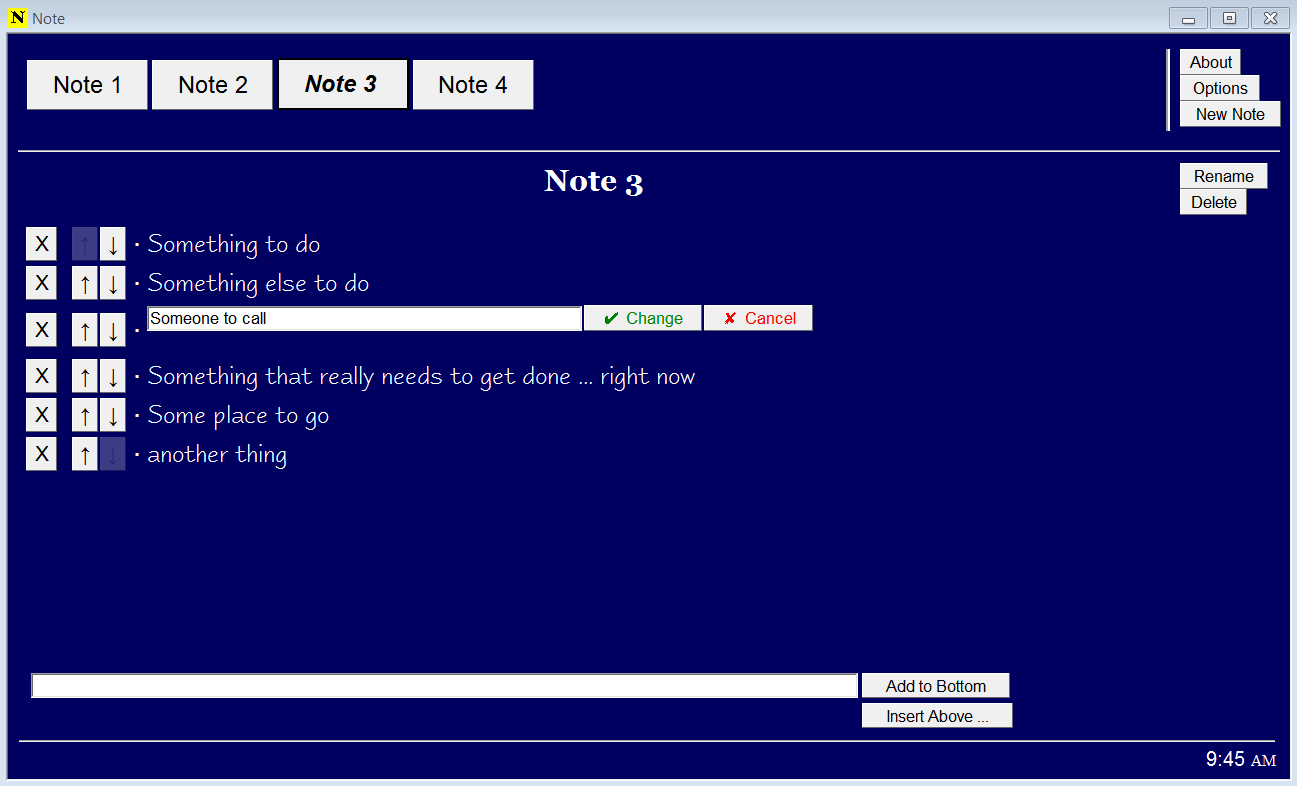 N Note
Note 1 Note 2 Note 3 Note 4
About
Options
New Note
Note 3
Rename
Delete
X ↑ ↓ · Something to do
X ↑ ↓ · Something else to do
X ↑ ↓ · Someone to call ✔ Change ✘ Cancel
X ↑ ↓ · Something that really needs to get done ... right now
X ↑ ↓ · Some place to go
X ↑ ↓ · another thing
Add to Bottom
Insert Above ...
9:45 AM